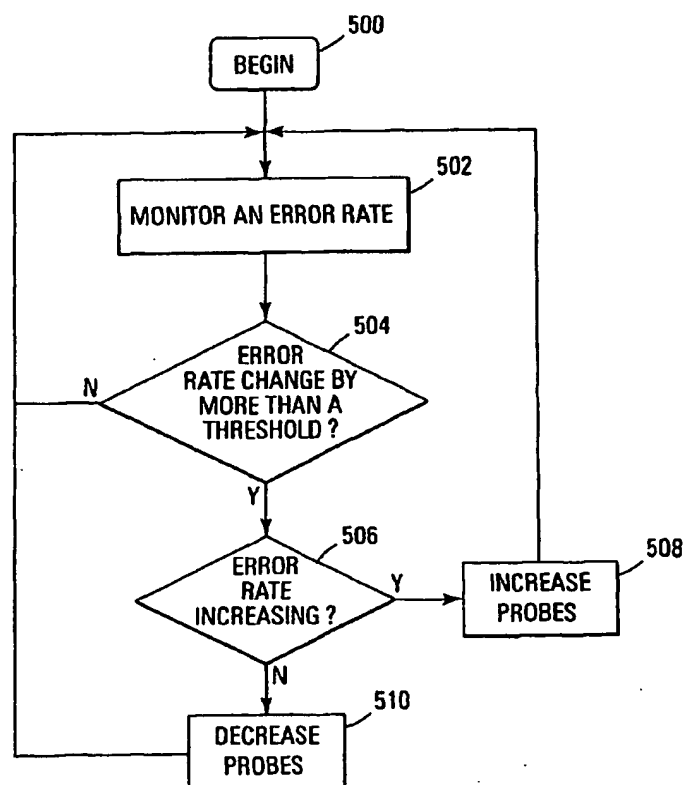 500
BEGIN
502
MONITOR AN ERROR RATE
504
ERROR
RATE CHANGE BY
MORE THAN A
THRESHOLD ?
N
Y
506
ERROR
RATE
INCREASING ?
Y
508
INCREASE
PROBES
N
510
DECREASE
PROBES